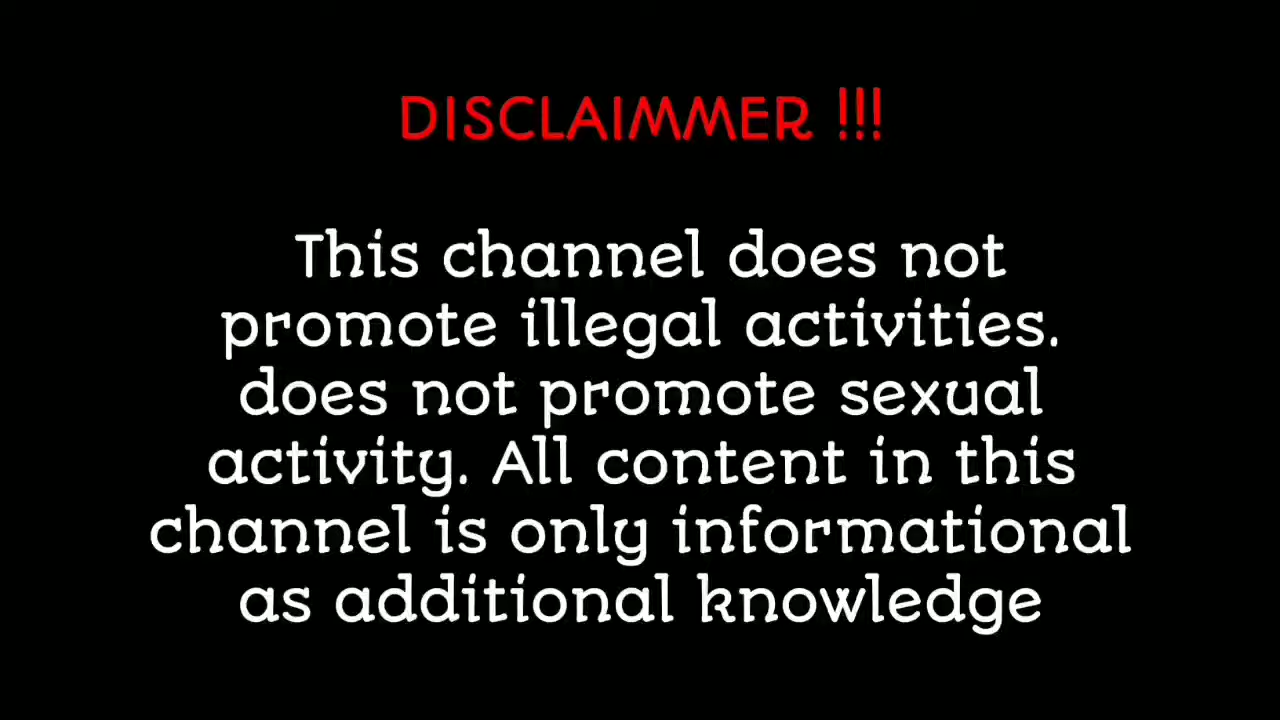 DISCLAIMMER !!!
This channel does not
promote illegal activities.
does not promote sexual
activity. All content in this
channel is only informational
as additional knowledge